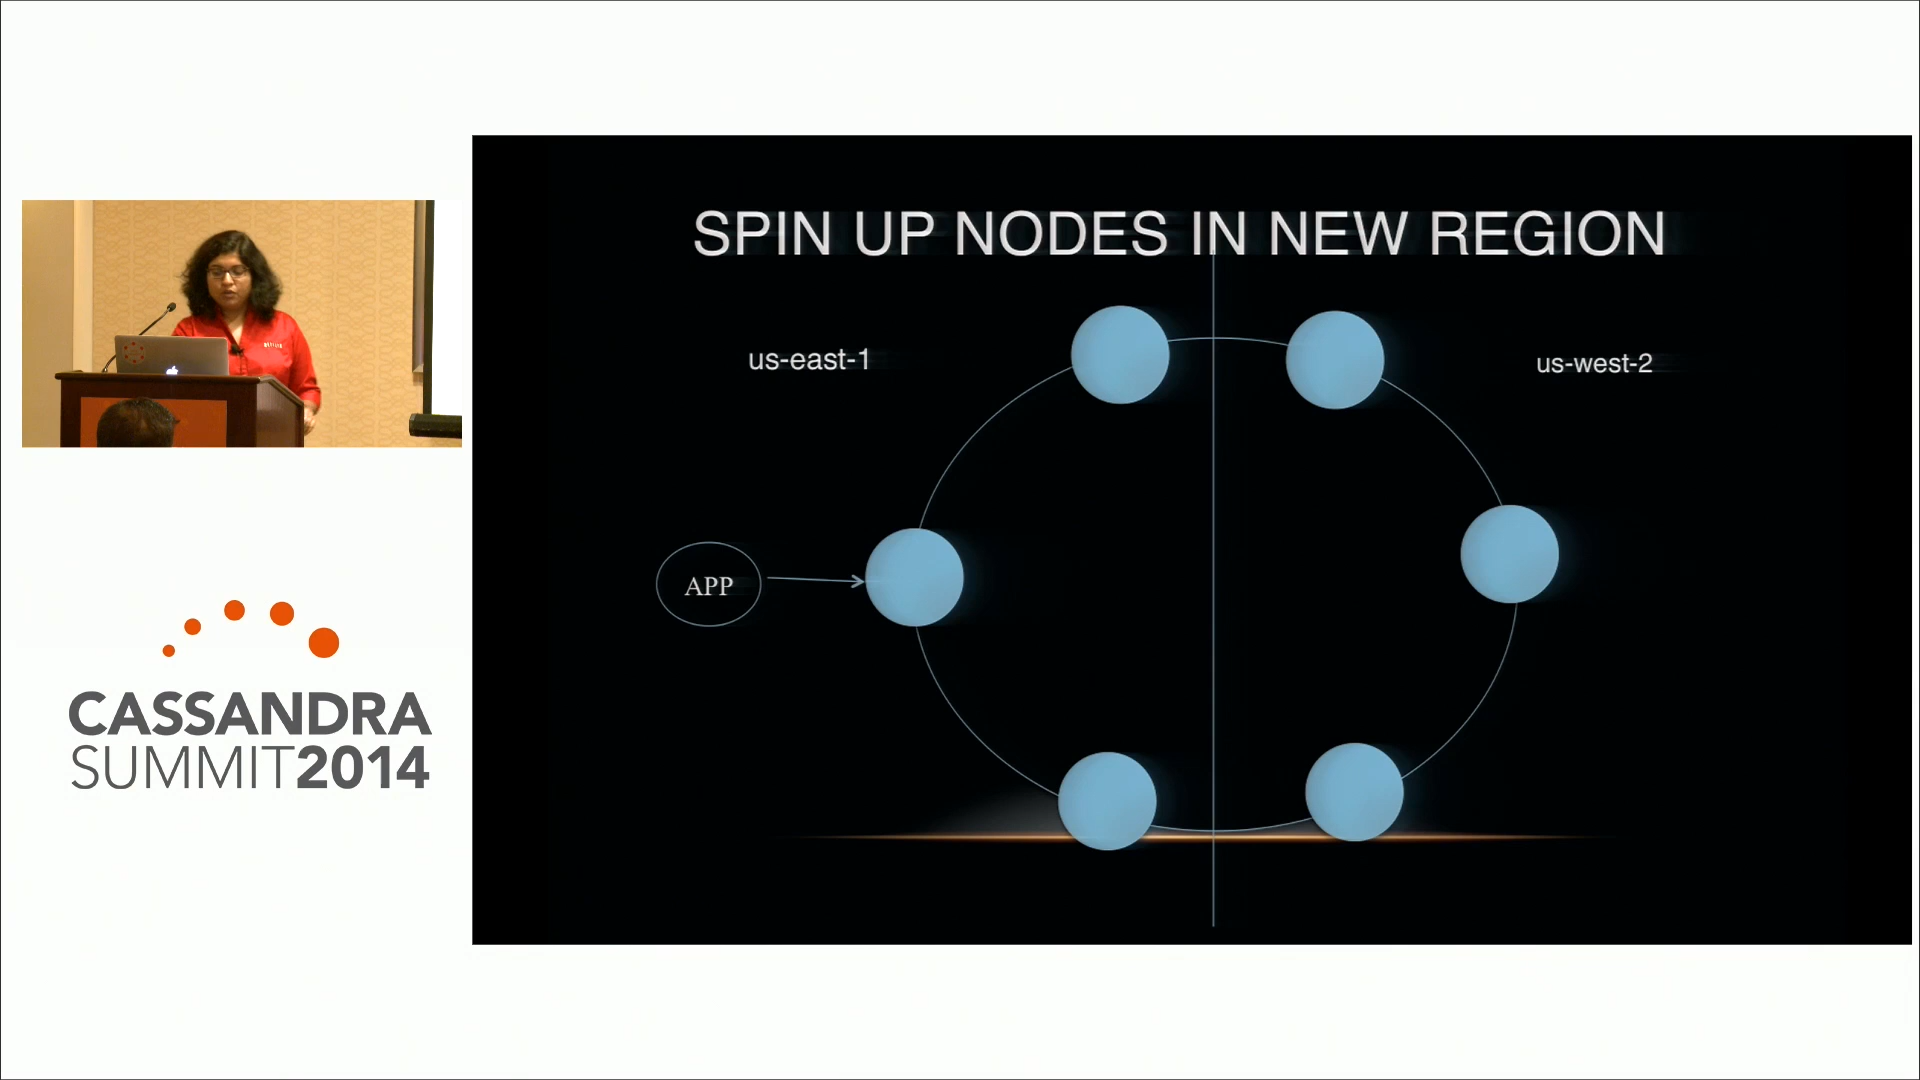 SPIN UP NODES IN NEW REGION
us-east-1
us-west-2
APP
CASSANDRA
SUMMIT2014